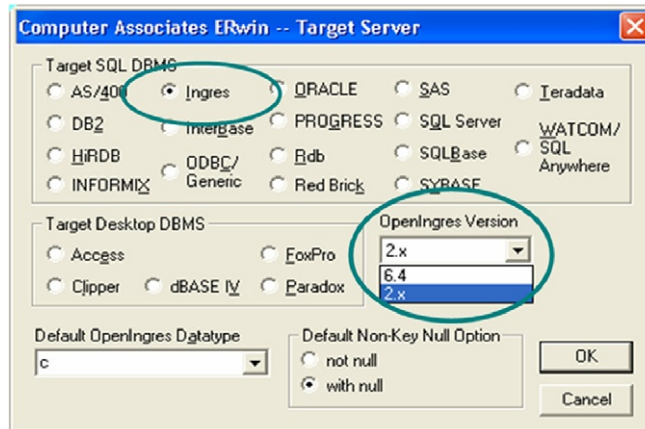 Computer Associates ERwin -- Target Server
Target SQL DBMS
AS/400
Ingres
ORACLE
SAS
Teradata
DB2
InterBase
PROGRESS
SQL Server
WATCOM/
SQL
Anywhere
HiRDB
ODBC/
Generic
Rdb
SQLBase
INFORMIX
Red Brick
SYBASE
Target Desktop DBMS
Access
FoxPro
Clipper
dBASE IV
Paradox
OpenIngres Version
2.x
6.4
2.x
Default OpenIngres Datatype
c
Default Non-Key Null Option
not null
with null
OK
Cancel